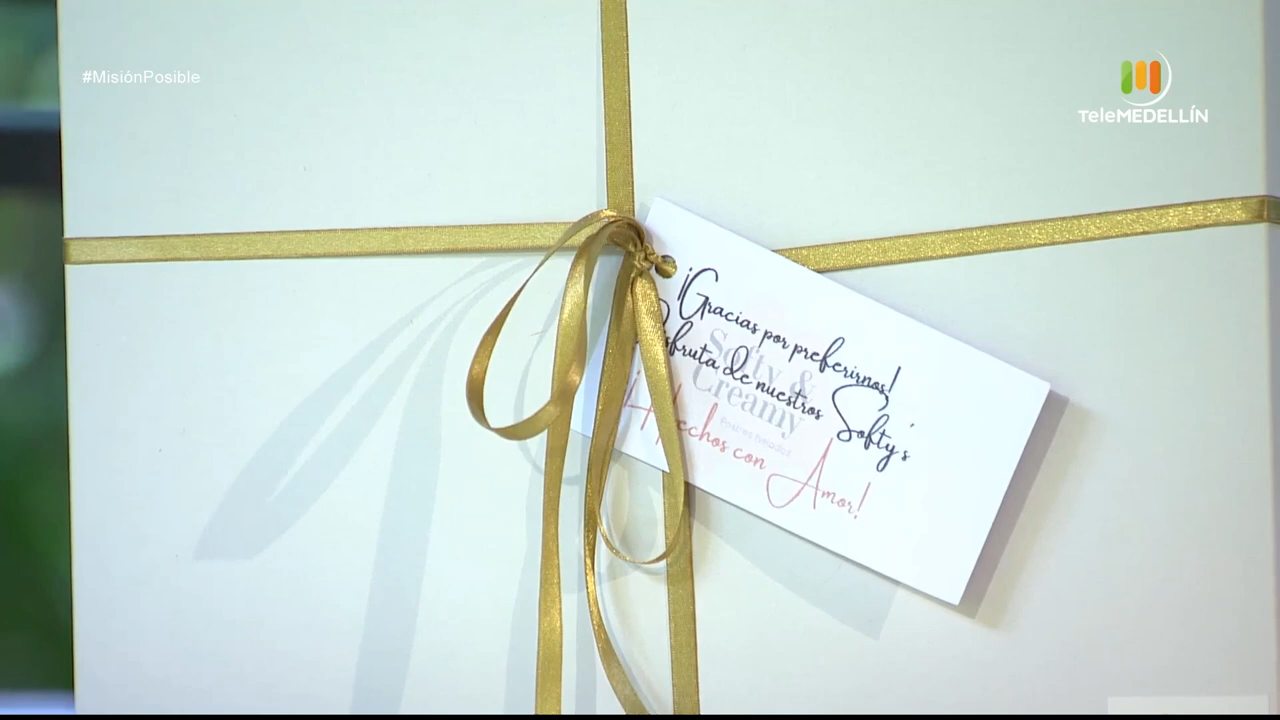 #MisiónPosible
TeleMEDELLÍN
¡Gracias por preferirnos!
Disfruta de nuestros Softy's
¡Hechos con Amor!
Softy &
Creamy